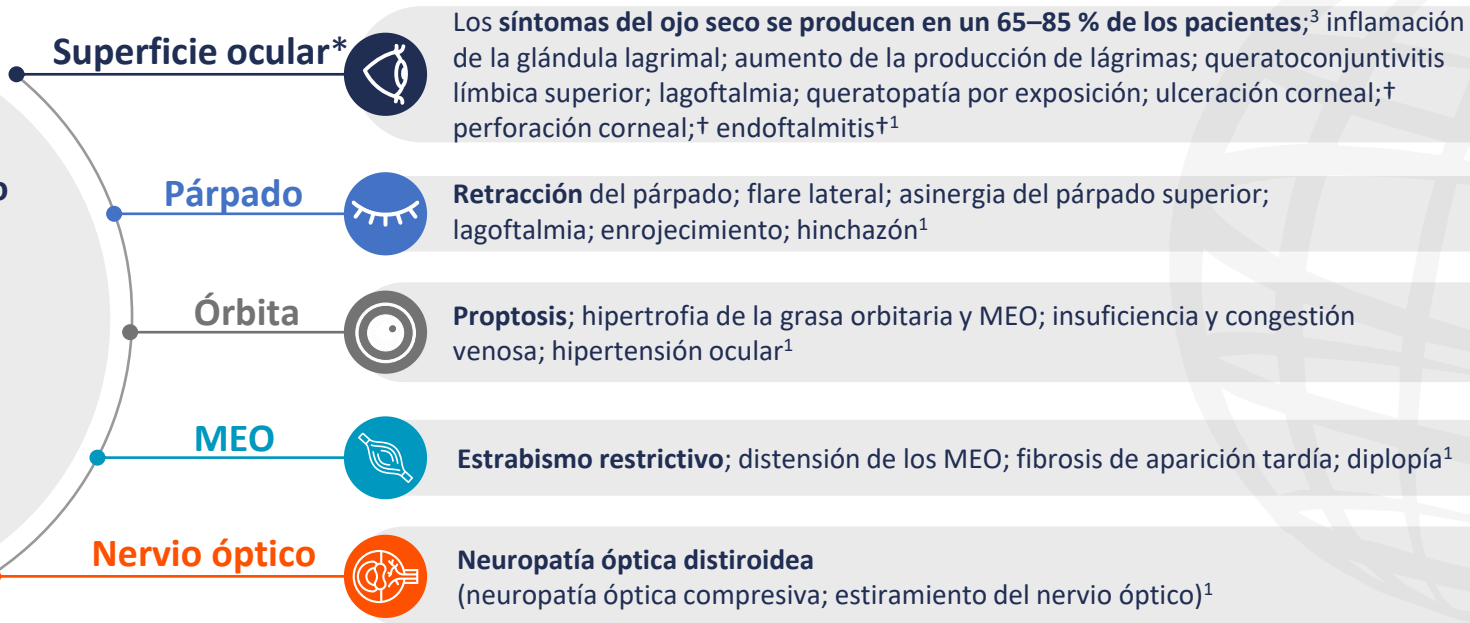 Superficie ocular*
Los síntomas del ojo seco se producen en un 65–85 % de los pacientes;³ inflamación
de la glándula lagrimal; aumento de la producción de lágrimas; queratoconjuntivitis
límbica superior; lagoftalmia; queratopatía por exposición; ulceración corneal;†
perforación corneal;† endoftalmitis†¹
Párpado
Retracción del párpado; flare lateral; asinergia del párpado superior;
lagoftalmia; enrojecimiento; hinchazón¹
Órbita
Proptosis; hipertrofia de la grasa orbitaria y MEO; insuficiencia y congestión
venosa; hipertensión ocular¹
MEO
Estrabismo restrictivo; distensión de los MEO; fibrosis de aparición tardía; diplopía¹
Nervio óptico
Neuropatía óptica distiroidea
(neuropatía óptica compresiva; estiramiento del nervio óptico)¹